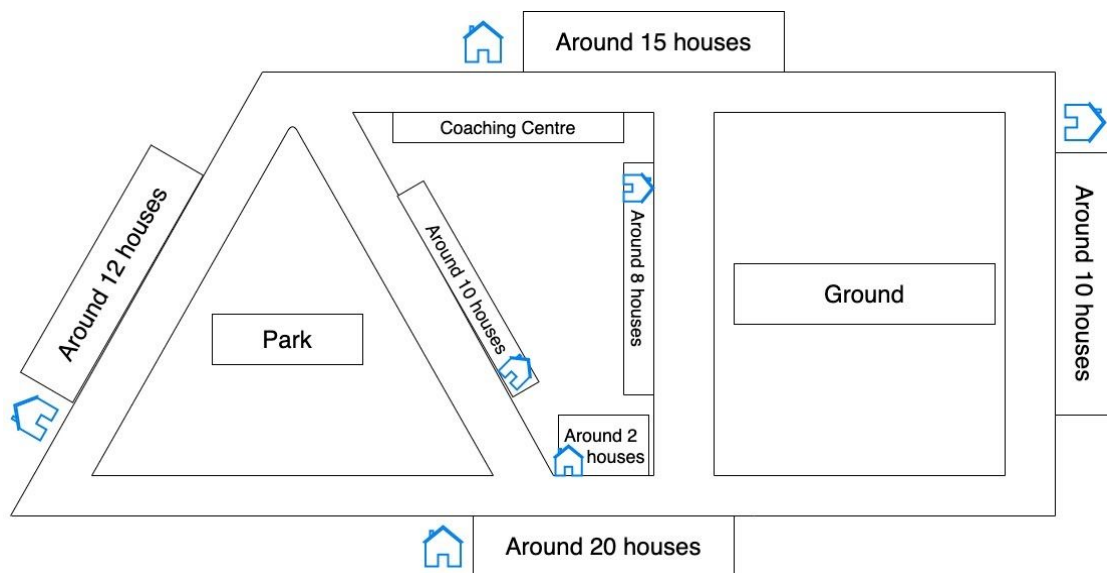 Around 15 houses
Coaching Centre
Around 12 houses
Around 10 houses
Around 8 houses
Around 10 houses
Ground
Park
Around 2
houses
Around 20 houses